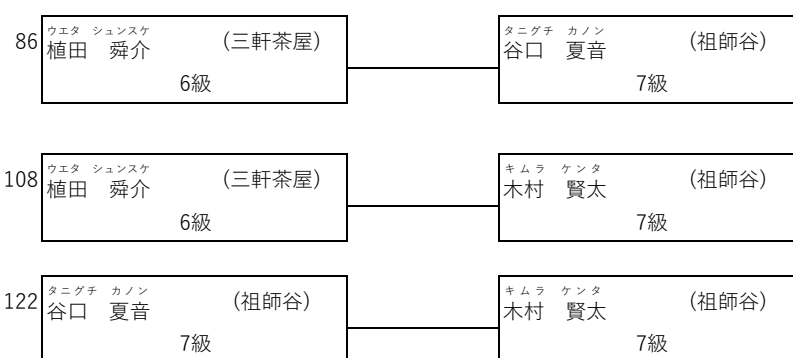 ウエタ シュンスケ タニグチ カノン
86 植田 舜介 (三軒茶屋) 谷口 夏音 (祖師谷)
6級 7級
ウエタ シュンスケ キムラ ケンタ
108 植田 舜介 (三軒茶屋) 木村 賢太 (祖師谷)
6級 7級
タニグチ カノン キムラ ケンタ
122 谷口 夏音 (祖師谷) 木村 賢太 (祖師谷)
7級 7級